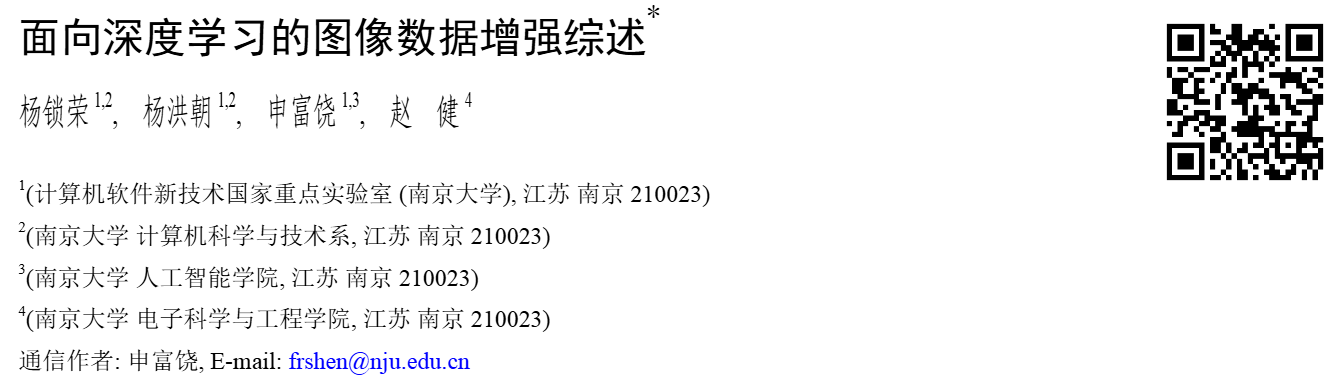 面向深度学习的图像数据增强综述*
杨锁荣 1,2, 杨洪朝 1,2, 申富饶 1,3, 赵 健 4
1(计算机软件新技术国家重点实验室 (南京大学), 江苏 南京 210023)
2(南京大学 计算机科学与技术系, 江苏 南京 210023)
3(南京大学 人工智能学院, 江苏 南京 210023)
4(南京大学 电子科学与工程学院, 江苏 南京 210023)
通信作者: 申富饶, E-mail: frshen@nju.edu.cn